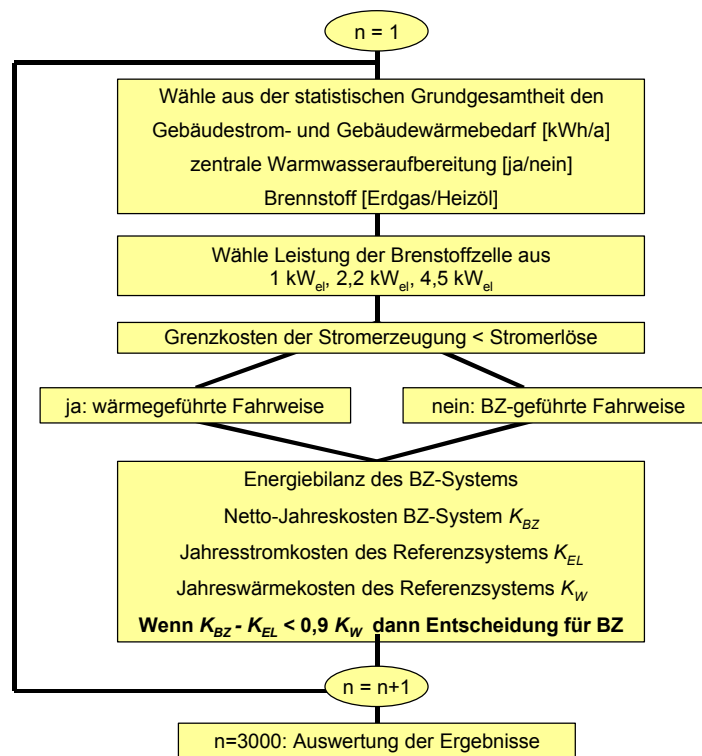 n = 1
Wähle aus der statistischen Grundgesamtheit den
Gebäudestrom- und Gebäudewärmebedarf [kWh/a]
zentrale Warmwasseraufbereitung [ja/nein]
Brennstoff [Erdgas/Heizöl]
Wähle Leistung der Brenstoffzelle aus
1 kWel, 2,2 kWel, 4,5 kWel
Grenzkosten der Stromerzeugung < Stromerlöse
ja: wärmegeführte Fahrweise
nein: BZ-geführte Fahrweise
Energiebilanz des BZ-Systems
Netto-Jahreskosten BZ-System KBZ
Jahresstromkosten des Referenzsystems KEL
Jahreswärmekosten des Referenzsystems KW
Wenn KBZ - KEL < 0,9 KW dann Entscheidung für BZ
n = n+1
n=3000: Auswertung der Ergebnisse